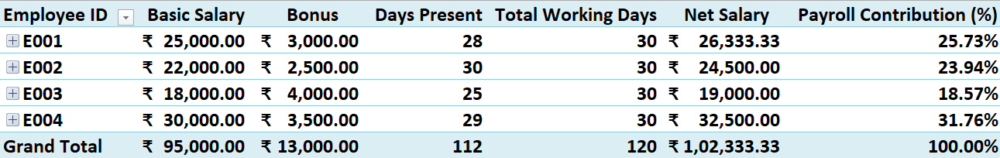 Employee ID Basic Salary Bonus Days Present Total Working Days Net Salary Payroll Contribution (%)
E001 ₹ 25,000.00 ₹ 3,000.00 28 30 ₹ 26,333.33 25.73%
E002 ₹ 22,000.00 ₹ 2,500.00 30 30 ₹ 24,500.00 23.94%
E003 ₹ 18,000.00 ₹ 4,000.00 25 30 ₹ 19,000.00 18.57%
E004 ₹ 30,000.00 ₹ 3,500.00 29 30 ₹ 32,500.00 31.76%
Grand Total ₹ 95,000.00 ₹ 13,000.00 112 120 ₹ 1,02,333.33 100.00%